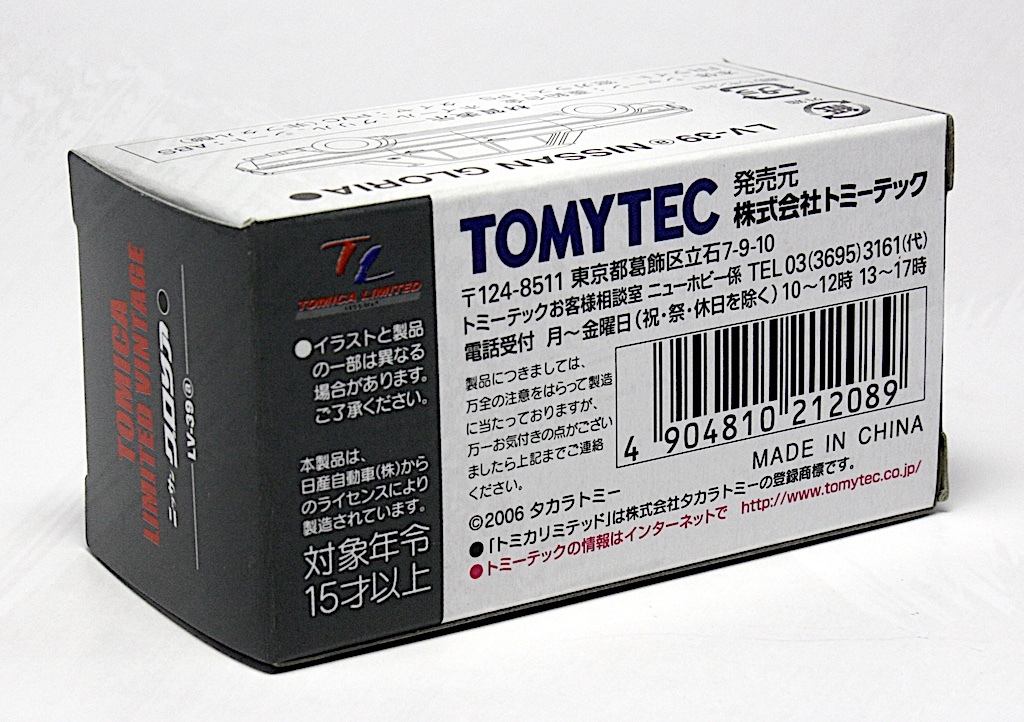 LV-39ⓐ NISSAN GLORIA●
TOMICA
LIMITED VINTAGE
LV-39ⓐ
TL
TOMICA LIMITED
●イラストと製品
の一部は異なる
場合があります。
ご了承ください。
本製品は、
日産自動車(株)から
のライセンスにより
製造されています。
対象年令
15才以上
TOMYTEC
発売元
株式会社トミーテック
〒124-8511 東京都葛飾区立石7-9-10
トミーテックお客様相談室 ニューホビー係 TEL 03(3695)3161(代)
電話受付 月~金曜日(祝・祭・休日を除く)10~12時 13~17時
製品につきましては、
万全の注意をはらって製造
に当たっておりますが、
万一お気付きの点がござい
ましたら上記までご連絡
ください。
4 904810 212089
MADE IN CHINA
©2006 タカラトミー
●「トミカリミテッド」は株式会社タカラトミーの登録商標です。
●トミーテックの情報はインターネットで http://www.tomytec.co.jp/